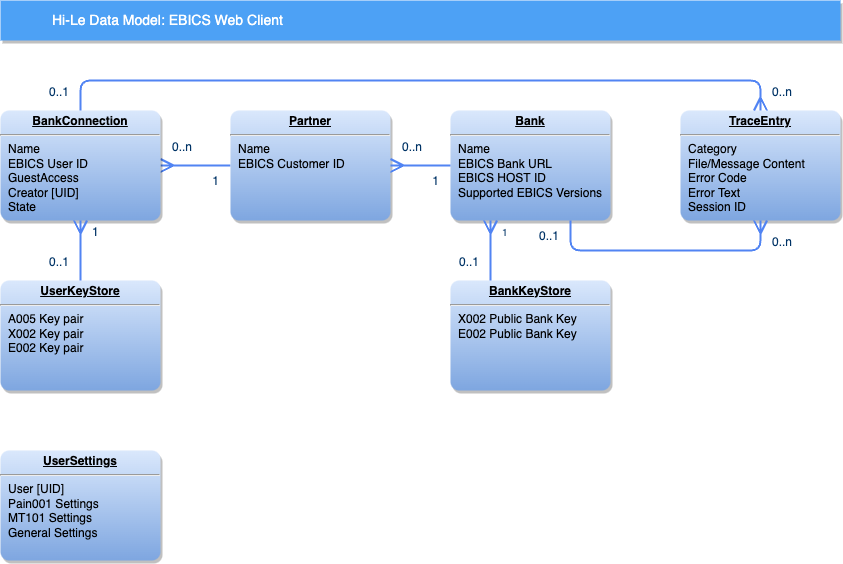 Hi-Le Data Model: EBICS Web Client
0..1
0..n
BankConnection
Name
EBICS User ID
GuestAccess
Creator [UID]
State
0..n
1
Partner
Name
EBICS Customer ID
0..n
1
Bank
Name
EBICS Bank URL
EBICS HOST ID
Supported EBICS Versions
TraceEntry
Category
File/Message Content
Error Code
Error Text
Session ID
1
0..1
1
0..1
0..1
0..n
UserKeyStore
A005 Key pair
X002 Key pair
E002 Key pair
BankKeyStore
X002 Public Bank Key
E002 Public Bank Key
UserSettings
User [UID]
Pain001 Settings
MT101 Settings
General Settings